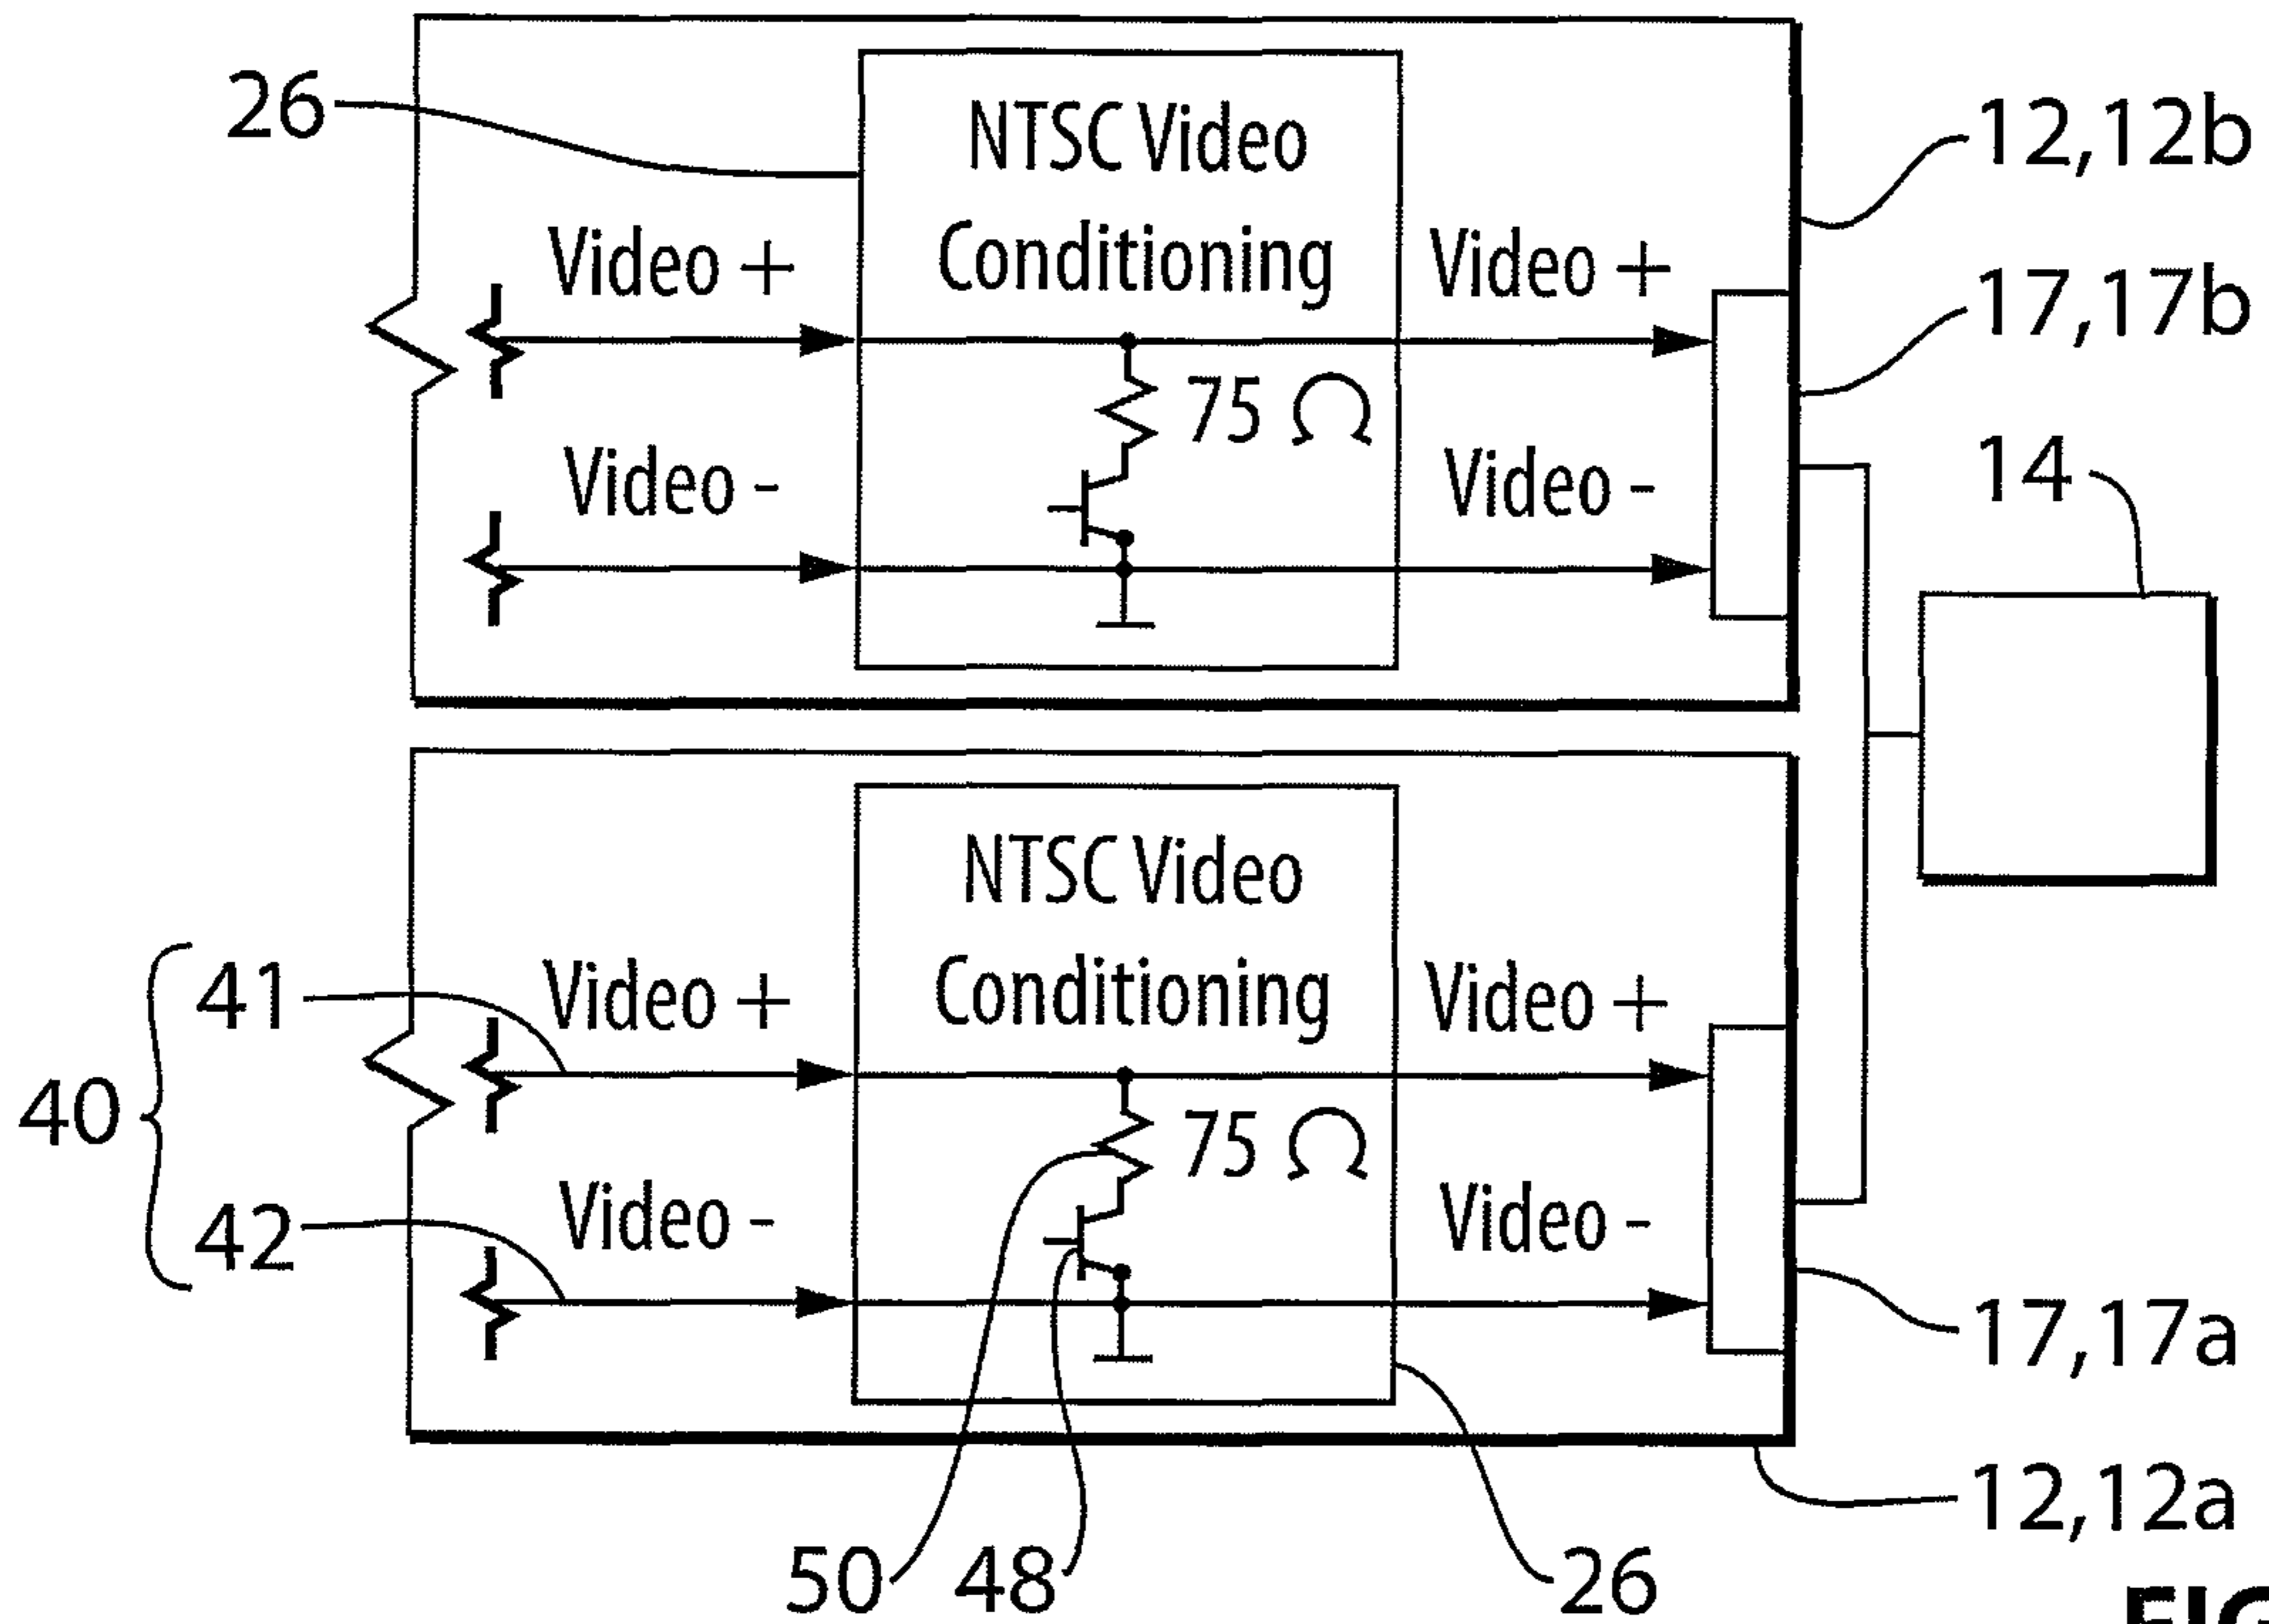 26
NTSC Video
Conditioning
Video +
Video +
75 Ω
Video -
Video -
12,12b
17,17b
14
40
41
42
NTSC Video
Conditioning
Video +
Video +
75 Ω
Video -
Video -
17,17a
12,12a
50
48
26